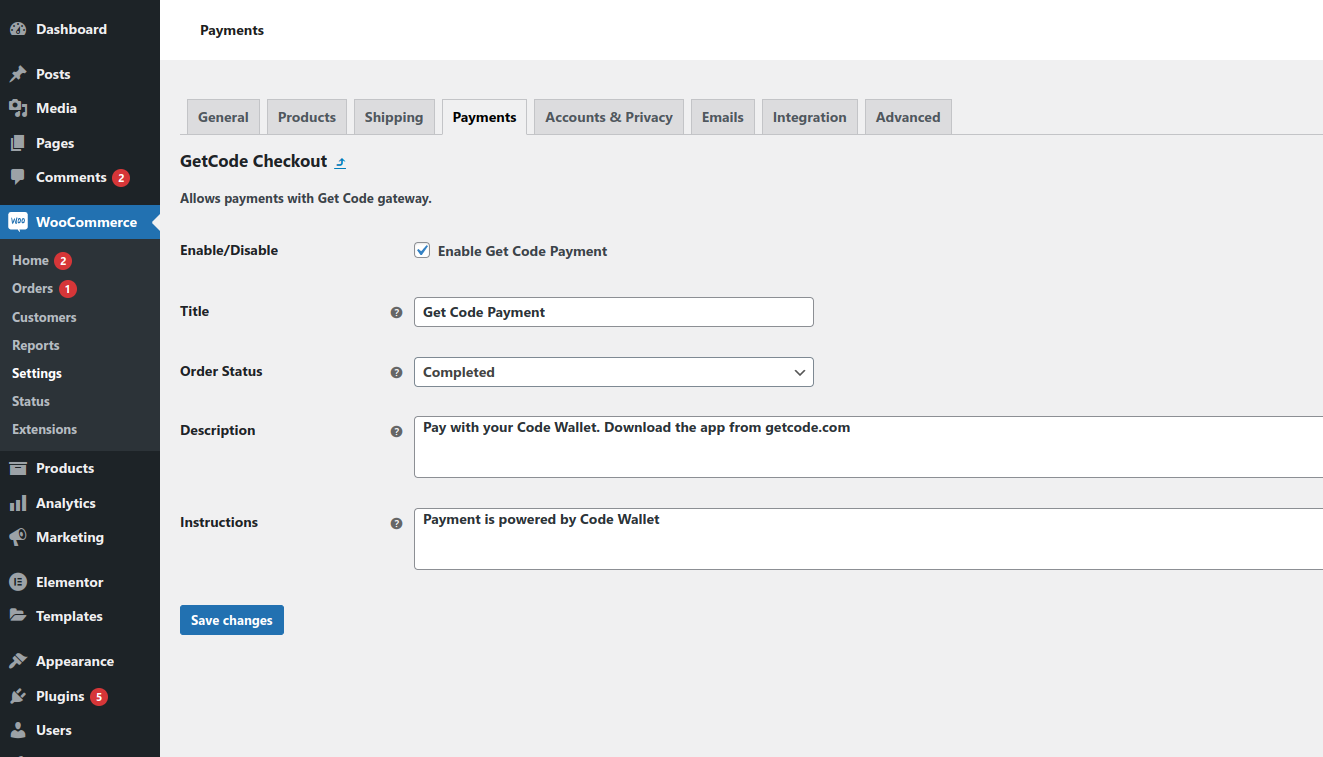 Dashboard
Posts
Media
Pages
Comments 2
WOO WooCommerce
Home 2
Orders 1
Customers
Reports
Settings
Status
Extensions
Products
Analytics
Marketing
Elementor
Templates
Appearance
Plugins 5
Users
Payments
General Products Shipping Payments Accounts & Privacy Emails Integration Advanced
GetCode Checkout
Allows payments with Get Code gateway.
Enable/Disable Enable Get Code Payment
Title ? Get Code Payment
Order Status ? Completed
Description ? Pay with your Code Wallet. Download the app from getcode.com
Instructions ? Payment is powered by Code Wallet
Save changes